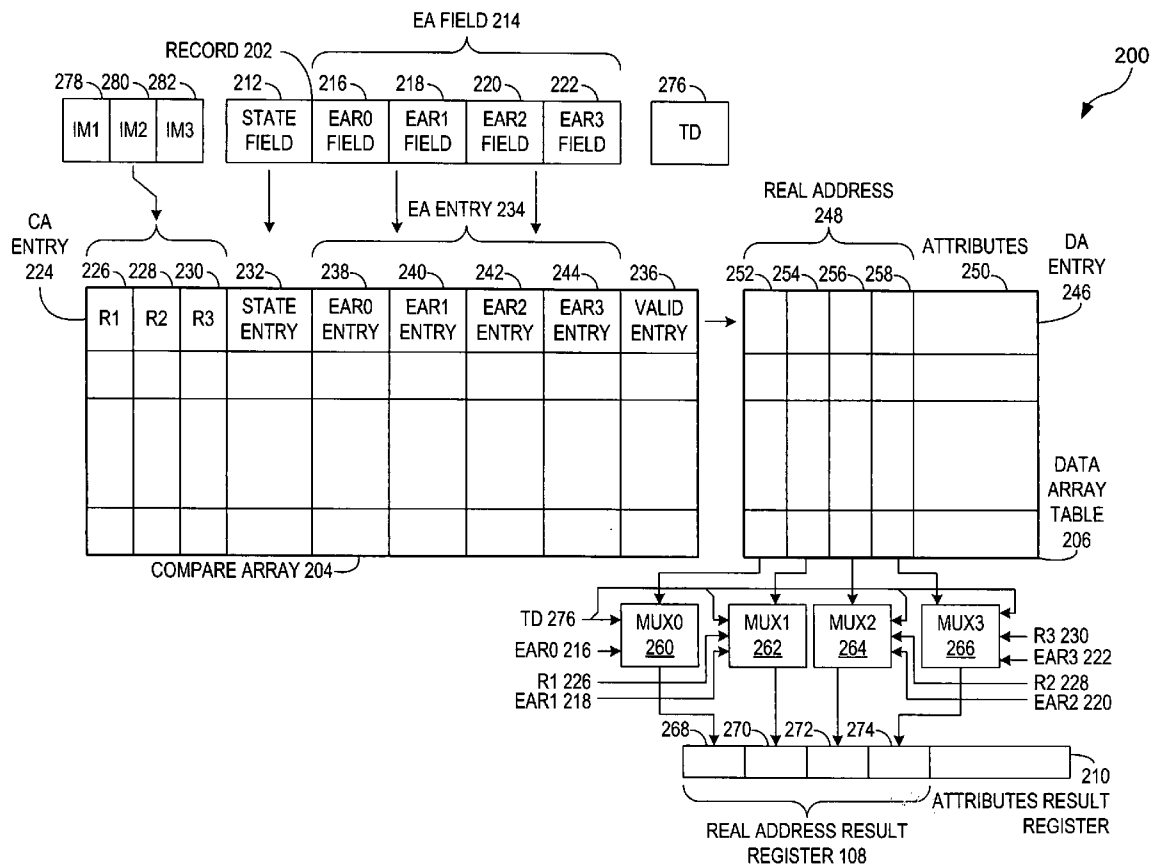 EA FIELD 214
RECORD 202
200
278 280 282 212 216 218 220 222 276
IM1 IM2 IM3 STATE FIELD EAR0 FIELD EAR1 FIELD EAR2 FIELD EAR3 FIELD TD
REAL ADDRESS 248
EA ENTRY 234
CA ENTRY 224
ATTRIBUTES 250
DA ENTRY 246
226 228 230 232 238 240 242 244 236 252 254 256 258
R1 R2 R3 STATE ENTRY EAR0 ENTRY EAR1 ENTRY EAR2 ENTRY EAR3 ENTRY VALID ENTRY
DATA ARRAY TABLE 206
COMPARE ARRAY 204
TD 276
EAR0 216
R1 226
EAR1 218
MUX0 260
MUX1 262
MUX2 264
MUX3 266
R3 230
EAR3 222
R2 228
EAR2 220
268 270 272 274
210
ATTRIBUTES RESULT REGISTER
REAL ADDRESS RESULT REGISTER 108